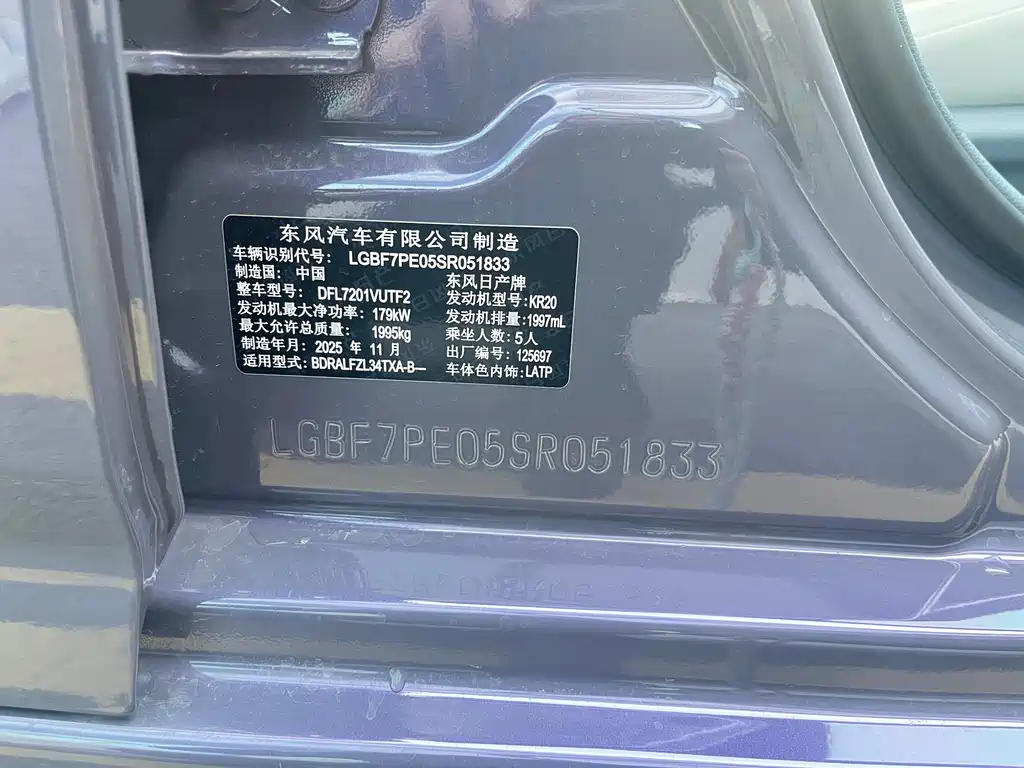 东风汽车有限公司制造
车辆识别代号: LGBF7PE05SR051833
制造国: 中国 东风日产牌
整车型号: DFL7201VUTF2 发动机型号: KR20
发动机最大净功率: 179kW 发动机排量: 1997mL
最大允许总质量: 1995kg 乘坐人数: 5人
制造年月: 2025 年 11 月 出厂编号: 125697
适用型式: BDRALFZL34TXA-B— 车体色内饰: LATP
LGBF7PE05SR051833